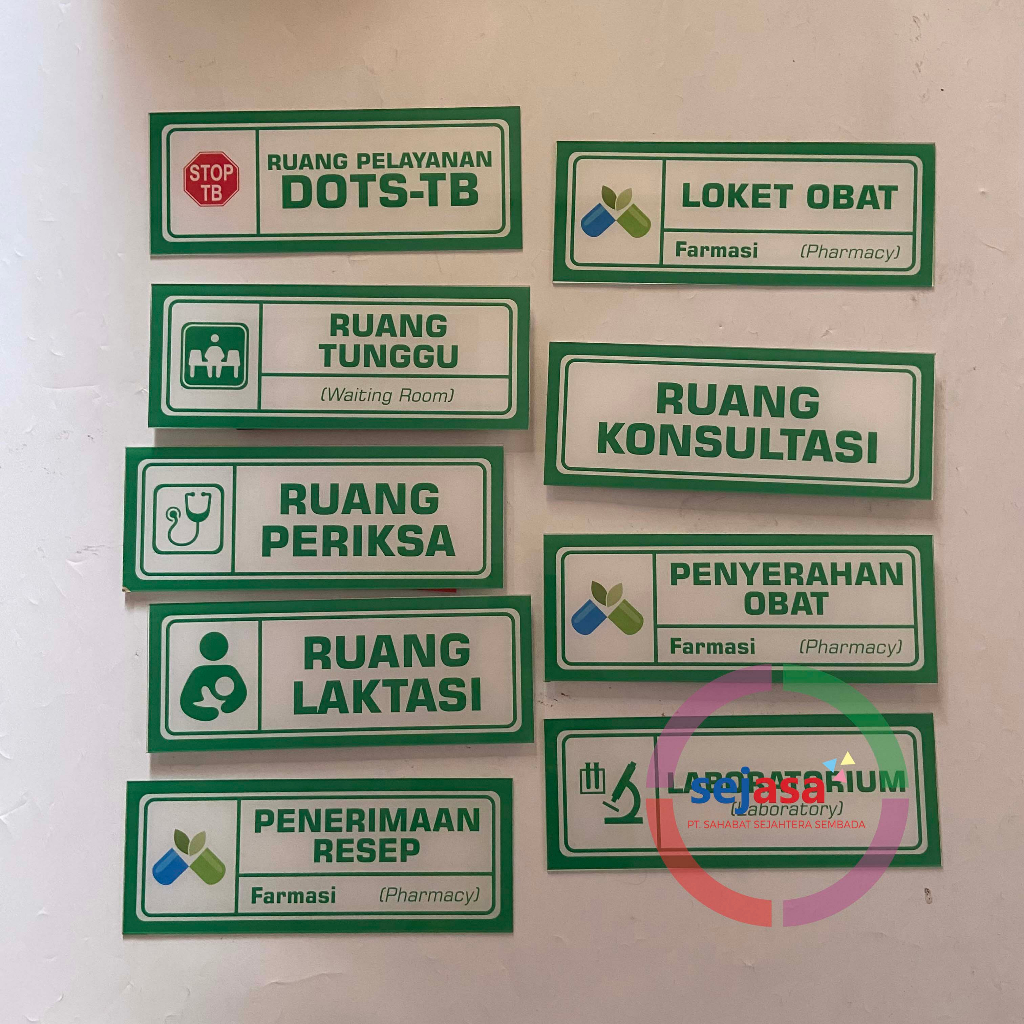 STOP
TB
RUANG PELAYANAN
DOTS-TB
RUANG
TUNGGU
(Waiting Room)
RUANG
PERIKSA
RUANG
LAKTASI
PENERIMAAN
RESEP
Farmasi (Pharmacy)
LOKET OBAT
Farmasi (Pharmacy)
RUANG
KONSULTASI
PENYERAHAN
OBAT
Farmasi (Pharmacy)
LABORATORIUM
(Laboratory)
sejasa
PT. SAHABAT SEJAHTERA SEMBADA